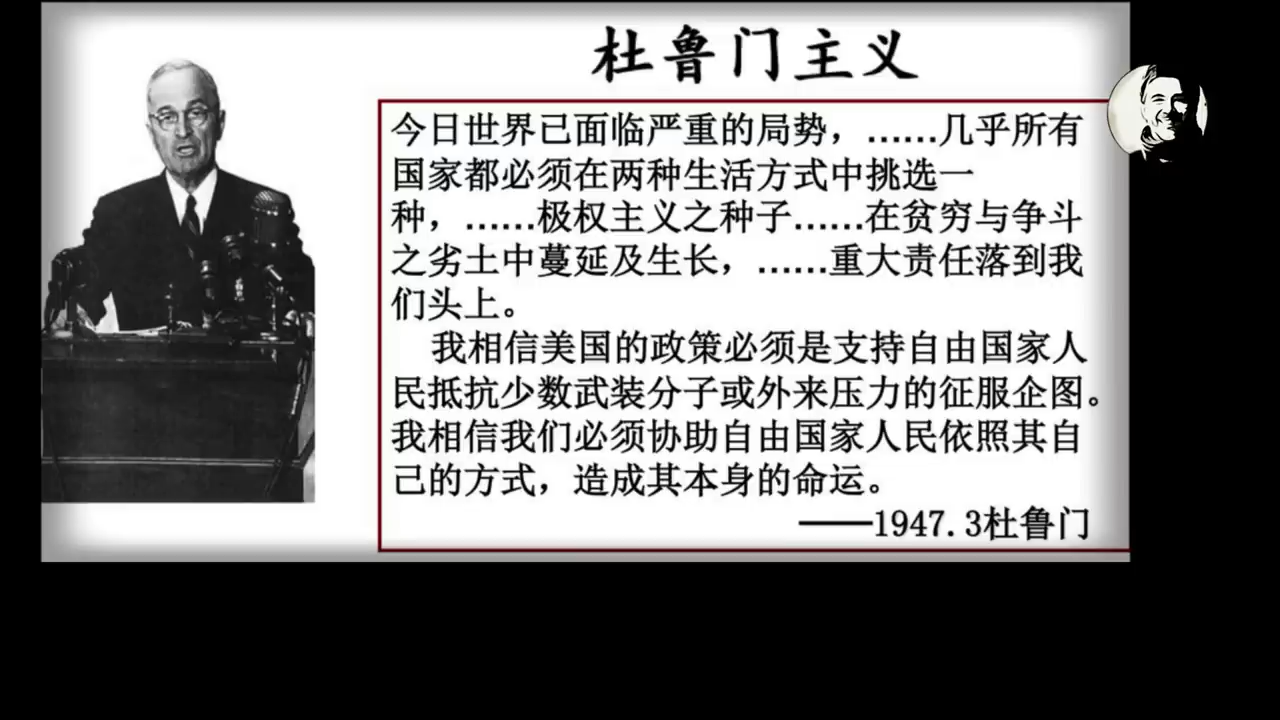 杜鲁门主义
今日世界已面临严重的局势，……几乎所有
国家都必须在两种生活方式中挑选一
种，……极权主义之种子……在贫穷与争斗
之劣土中蔓延及生长，……重大责任落到我
们头上。
我相信美国的政策必须是支持自由国家人
民抵抗少数武装分子或外来压力的征服企图。
我相信我们必须协助自由国家人民依照其自
己的方式，造成其本身的命运。
——1947.3杜鲁门